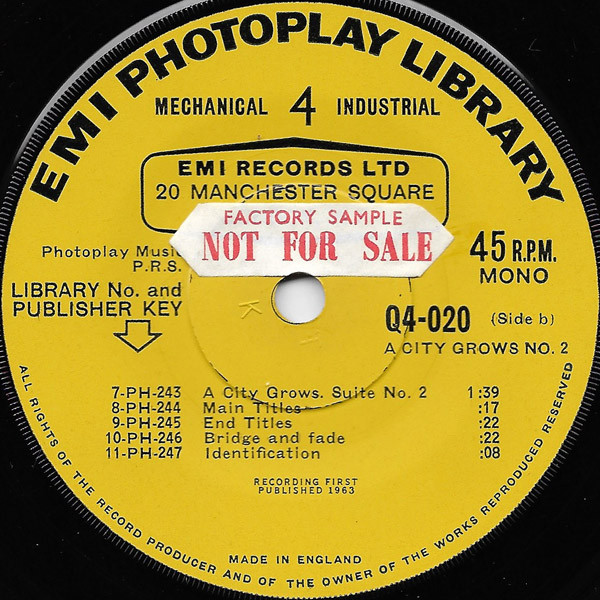 EMI PHOTOPLAY LIBRARY
MECHANICAL 4 INDUSTRIAL
EMI RECORDS LTD
20 MANCHESTER SQUARE
FACTORY SAMPLE
NOT FOR SALE
Photoplay Music
P.R.S.
45 R.P.M.
MONO
LIBRARY No. and
PUBLISHER KEY
K
Q4-020 (Side b)
A CITY GROWS NO. 2
7-PH-243 A City Grows. Suite No. 2 1:39
8-PH-244 Main Titles :17
9-PH-245 End Titles :22
10-PH-246 Bridge and fade :22
11-PH-247 Identification :08
RECORDING FIRST
PUBLISHED 1963
MADE IN ENGLAND
ALL RIGHTS OF THE RECORD PRODUCER AND OF THE OWNER OF THE WORKS REPRODUCED RESERVED